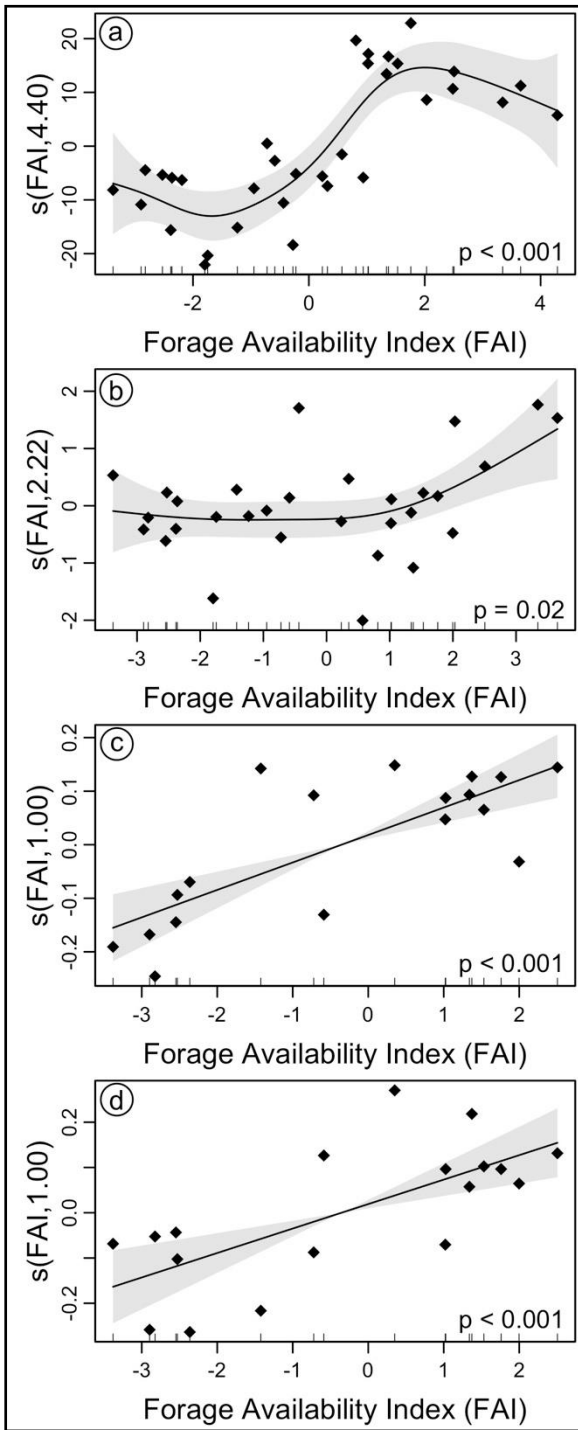 a
s(FAI,4.40)
20
10
0
-10
-20
p < 0.001
-2
0
2
4
Forage Availability Index (FAI)
b
s(FAI,2.22)
2
1
0
-1
-2
p = 0.02
-3
-2
-1
0
1
2
3
Forage Availability Index (FAI)
c
s(FAI,1.00)
0.2
0.1
0.0
-0.1
-0.2
p < 0.001
-3
-2
-1
0
1
2
Forage Availability Index (FAI)
d
s(FAI,1.00)
0.2
0.0
-0.2
p < 0.001
-3
-2
-1
0
1
2
Forage Availability Index (FAI)